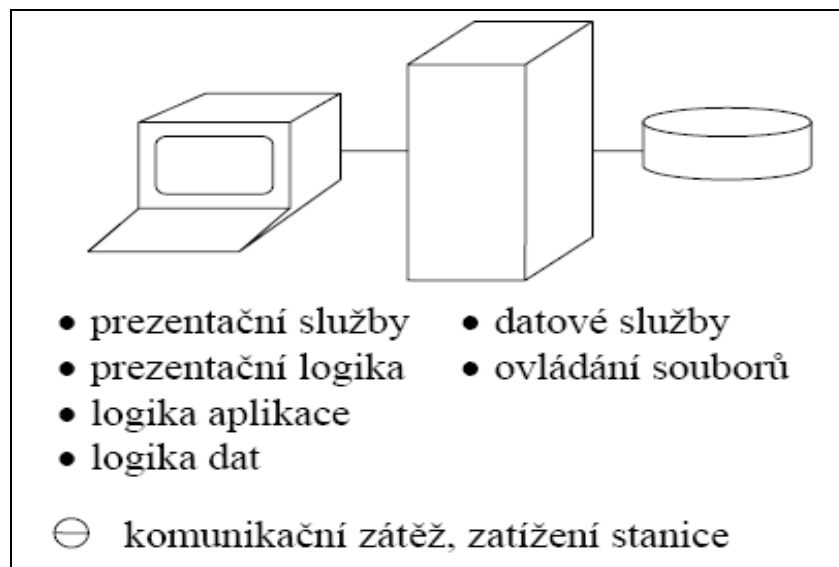 ● prezentační služby
● prezentační logika
● logika aplikace
● logika dat
● datové služby
● ovládání souborů
⊖ komunikační zátěž, zatížení stanice